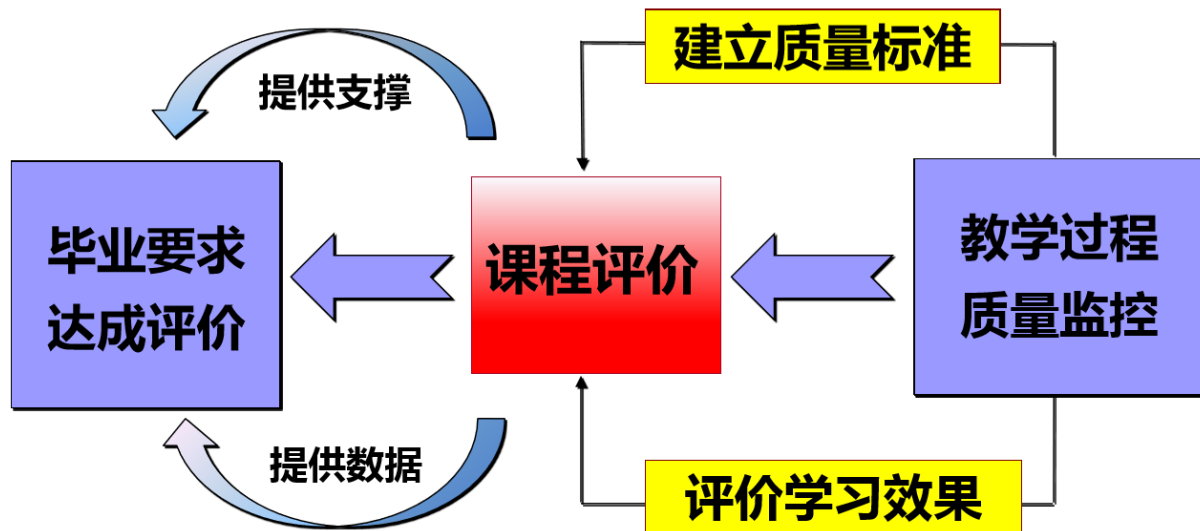 建立质量标准
提供支撑
毕业要求
达成评价
课程评价
教学过程
质量监控
提供数据
评价学习效果